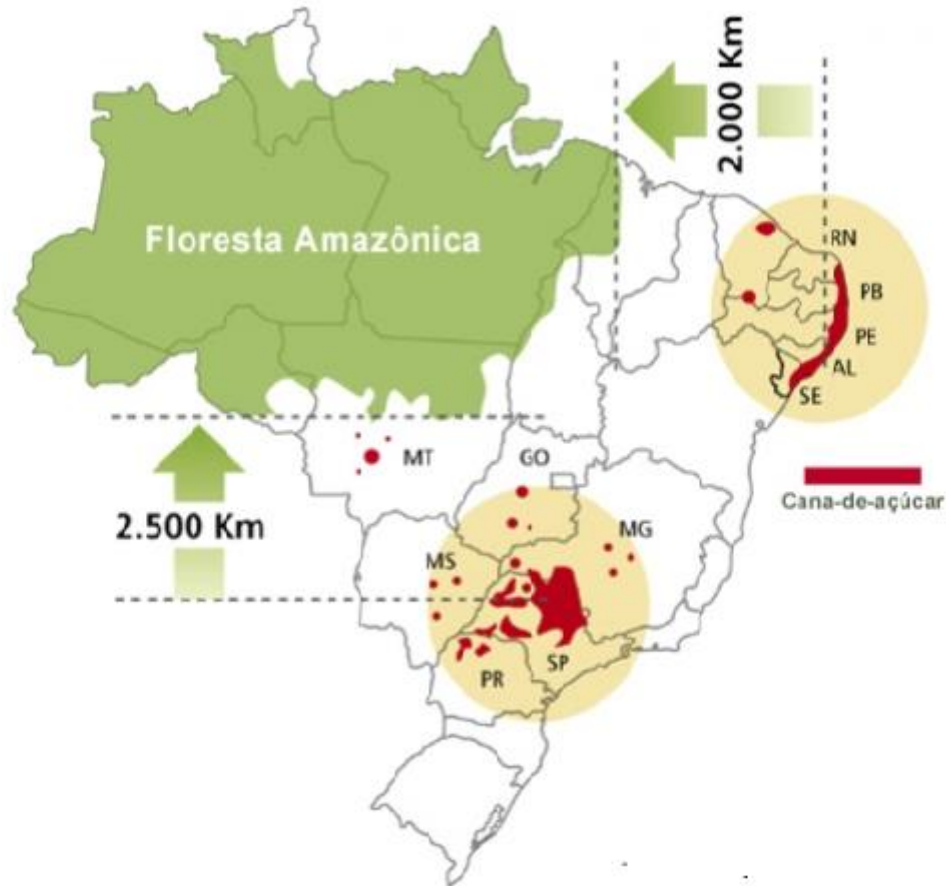 2.000 Km
Floresta Amazônica
RN
PB
PE
AL
SE
MT
GO
Cana-de-açúcar
2.500 Km
MG
MS
SP
PR